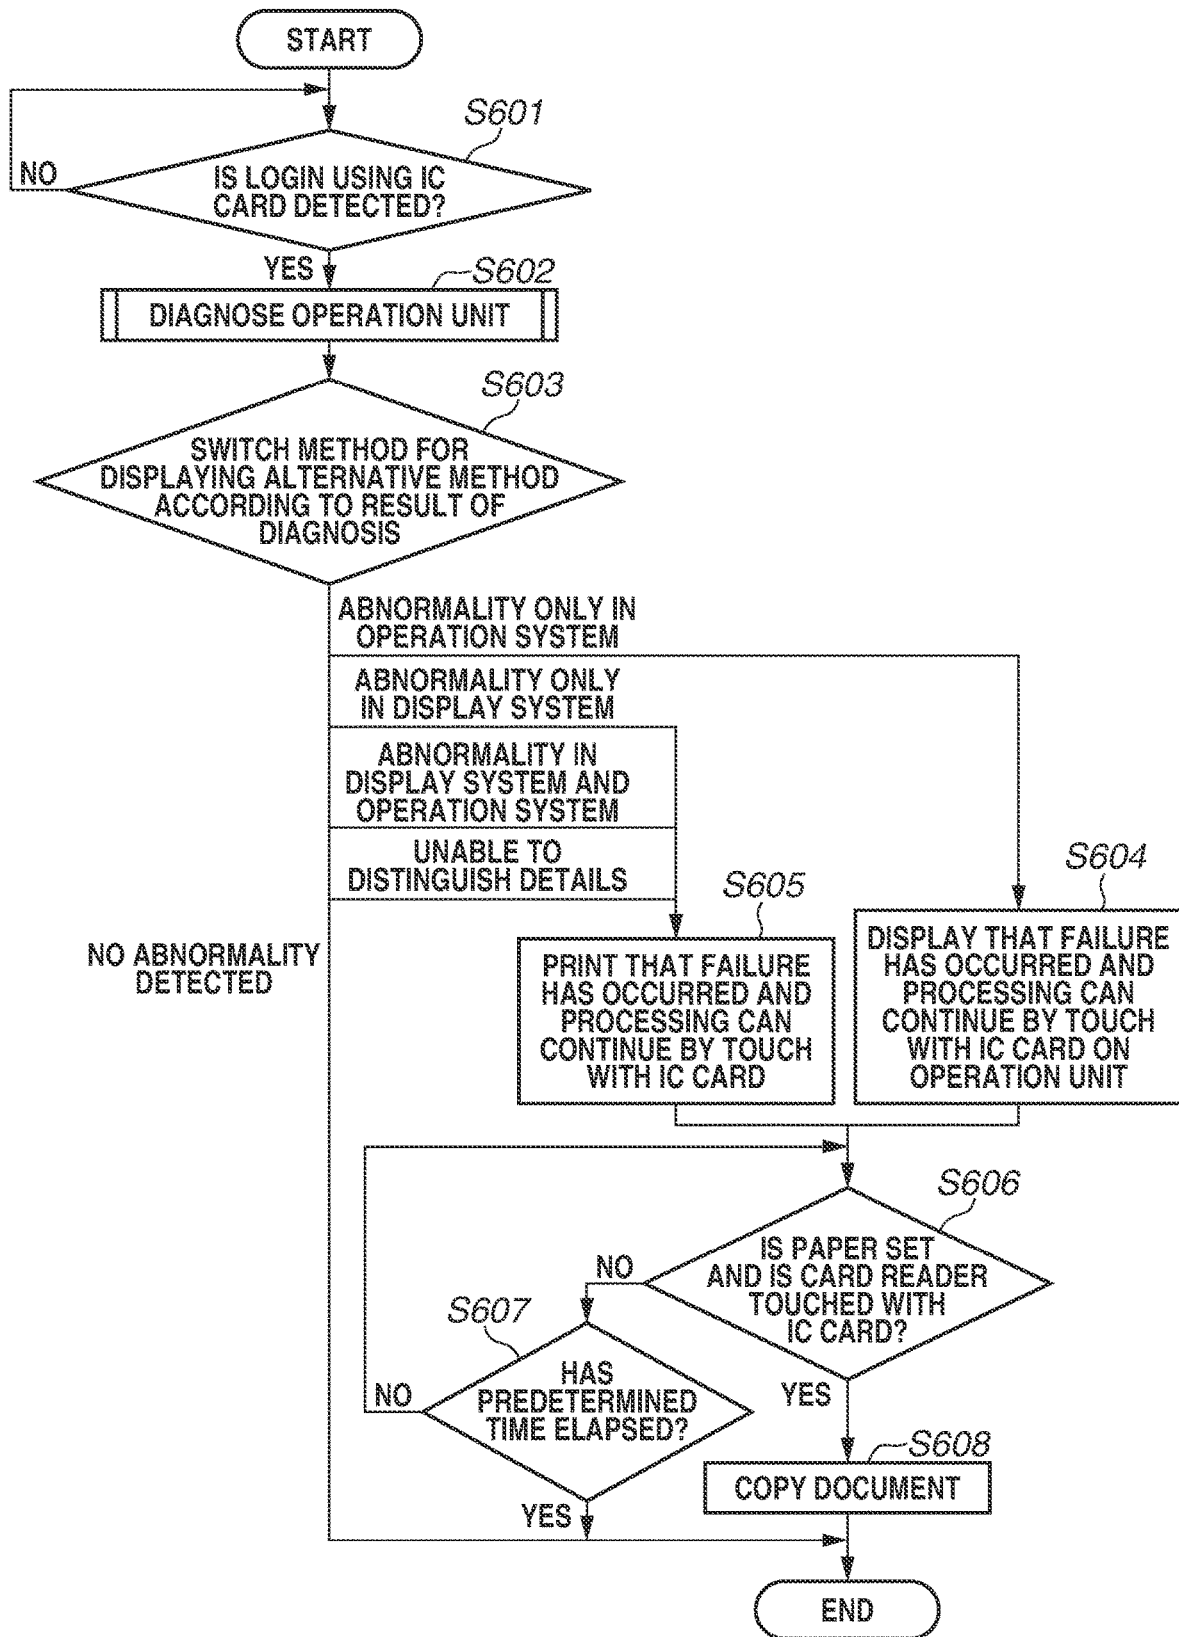 START
S601
NO
IS LOGIN USING IC
CARD DETECTED?
YES
S602
DIAGNOSE OPERATION UNIT
S603
SWITCH METHOD FOR
DISPLAYING ALTERNATIVE METHOD
ACCORDING TO RESULT OF
DIAGNOSIS
ABNORMALITY ONLY IN
OPERATION SYSTEM
ABNORMALITY ONLY
IN DISPLAY SYSTEM
ABNORMALITY IN
DISPLAY SYSTEM AND
OPERATION SYSTEM
UNABLE TO
DISTINGUISH DETAILS
NO ABNORMALITY
DETECTED
S605
PRINT THAT FAILURE
HAS OCCURRED AND
PROCESSING CAN
CONTINUE BY TOUCH
WITH IC CARD
S604
DISPLAY THAT FAILURE
HAS OCCURRED AND
PROCESSING CAN
CONTINUE BY TOUCH
WITH IC CARD ON
OPERATION UNIT
S606
IS PAPER SET
AND IS CARD READER
TOUCHED WITH
IC CARD?
NO
S607
HAS
PREDETERMINED
TIME ELAPSED?
NO
YES
YES
S608
COPY DOCUMENT
END